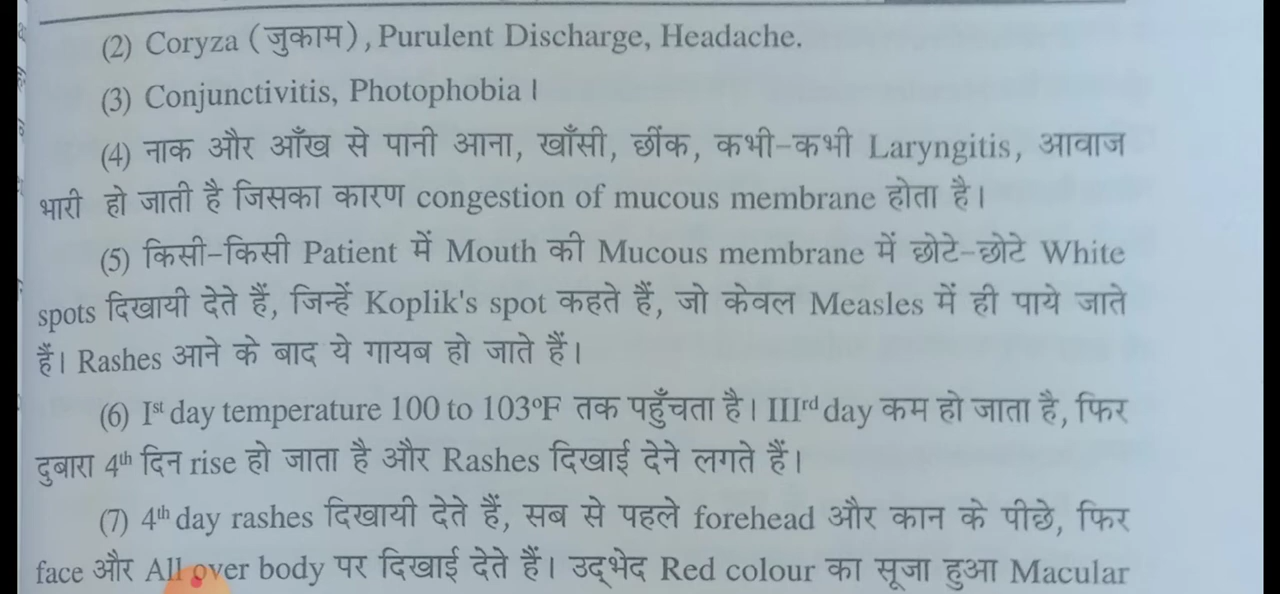 (2) Coryza (जुकाम), Purulent Discharge, Headache.
(3) Conjunctivitis, Photophobia।
(4) नाक और आँख से पानी आना, खाँसी, छींक, कभी-कभी Laryngitis, आवाज
भारी हो जाती है जिसका कारण congestion of mucous membrane होता है।
(5) किसी-किसी Patient में Mouth की Mucous membrane में छोटे-छोटे White
spots दिखायी देते हैं, जिन्हें Koplik's spot कहते हैं, जो केवल Measles में ही पाये जाते
हैं। Rashes आने के बाद ये गायब हो जाते हैं।
(6) Iˢᵗ day temperature 100 to 103°F तक पहुँचता है। IIIʳᵈ day कम हो जाता है, फिर
दुबारा 4ᵗʰ दिन rise हो जाता है और Rashes दिखाई देने लगते हैं।
(7) 4ᵗʰ day rashes दिखायी देते हैं, सब से पहले forehead और कान के पीछे, फिर
face और All over body पर दिखाई देते हैं। उद्भेद Red colour का सूजा हुआ Macular